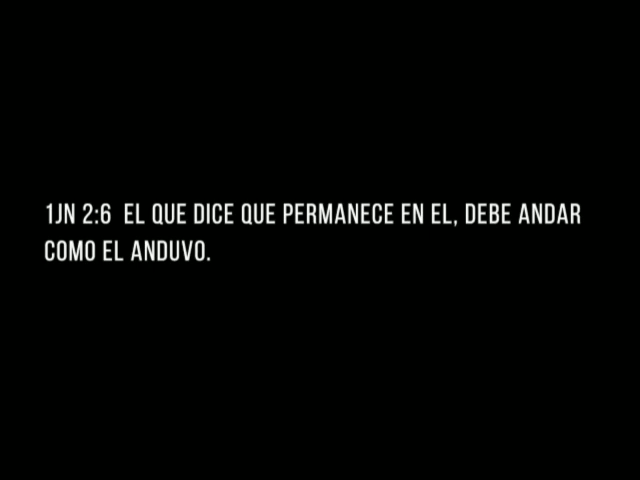 1JN 2:6  EL QUE DICE QUE PERMANECE EN EL, DEBE ANDAR
COMO EL ANDUVO.